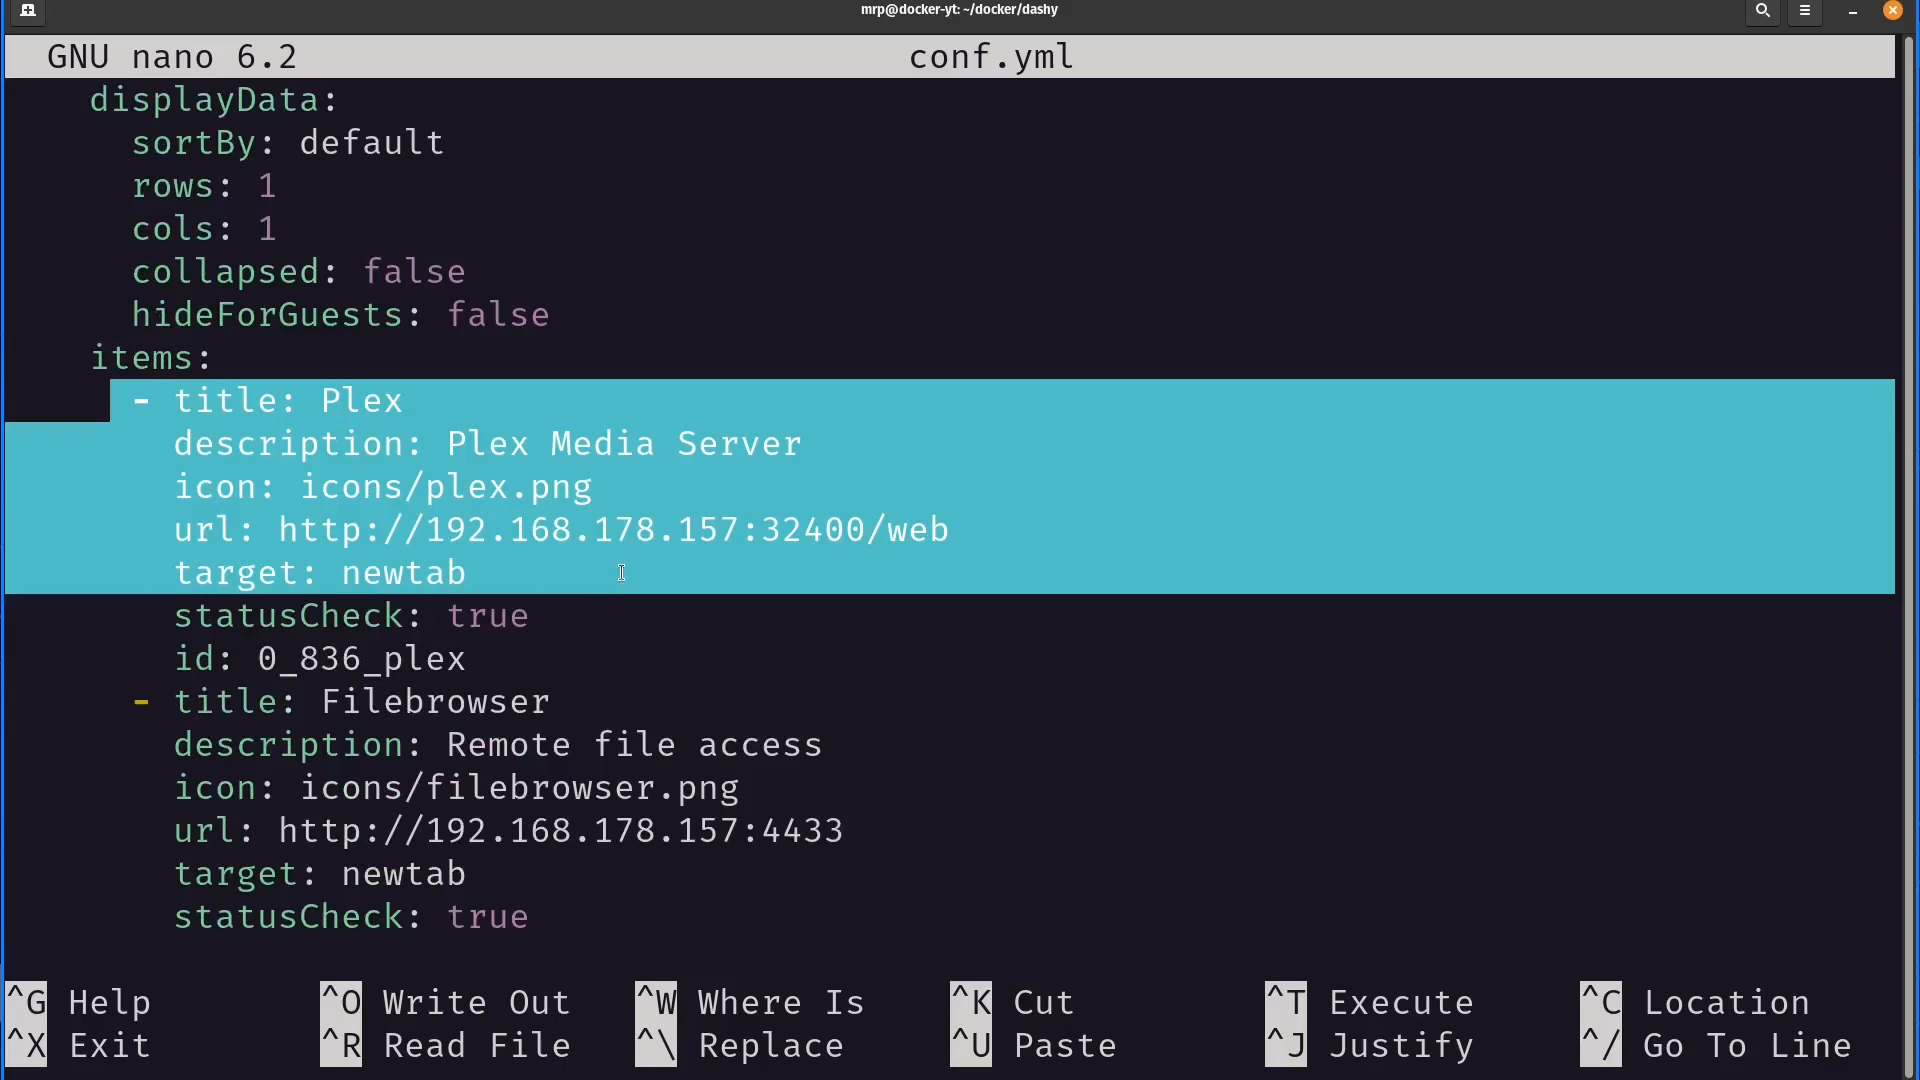 mrp@docker-yt: ~/docker/dashy
GNU nano 6.2 conf.yml
displayData:
sortBy: default
rows: 1
cols: 1
collapsed: false
hideForGuests: false
items:
- title: Plex
description: Plex Media Server
icon: icons/plex.png
url: http://192.168.178.157:32400/web
target: newtab
statusCheck: true
id: 0_836_plex
- title: Filebrowser
description: Remote file access
icon: icons/filebrowser.png
url: http://192.168.178.157:4433
target: newtab
statusCheck: true
^G Help ^O Write Out ^W Where Is ^K Cut ^T Execute ^C Location
^X Exit ^R Read File ^\ Replace ^U Paste ^J Justify ^/ Go To Line